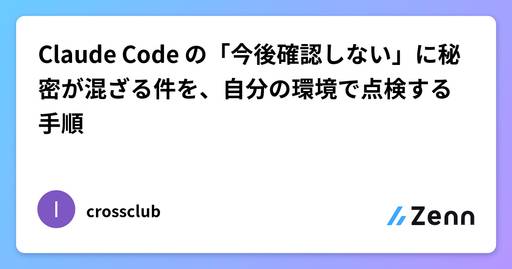 Claude Code の「今後確認しない」に秘
密が混ざる件を、自分の環境で点検する
手順
I
crossclub
Zenn